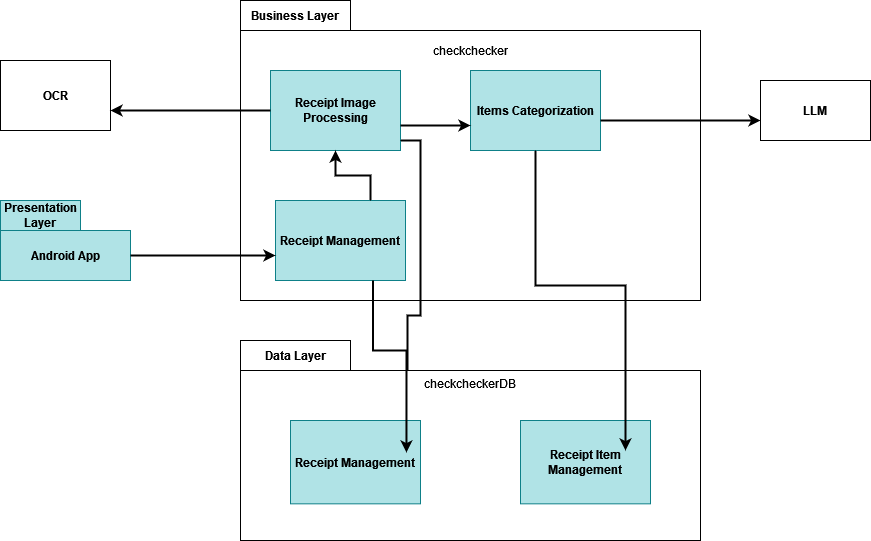 Business Layer
checkchecker
OCR
Receipt Image
Processing
Items Categorization
LLM
Presentation
Layer
Android App
Receipt Management
Data Layer
checkcheckerDB
Receipt Management
Receipt Item
Management